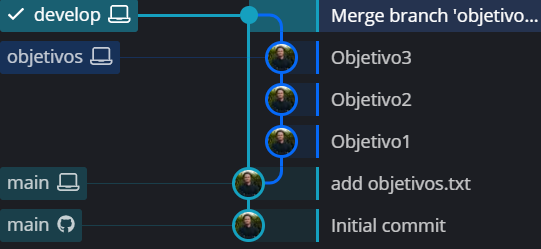 develop Merge branch 'objetivo...
objetivos Objetivo3
Objetivo2
Objetivo1
main add objetivos.txt
main Initial commit